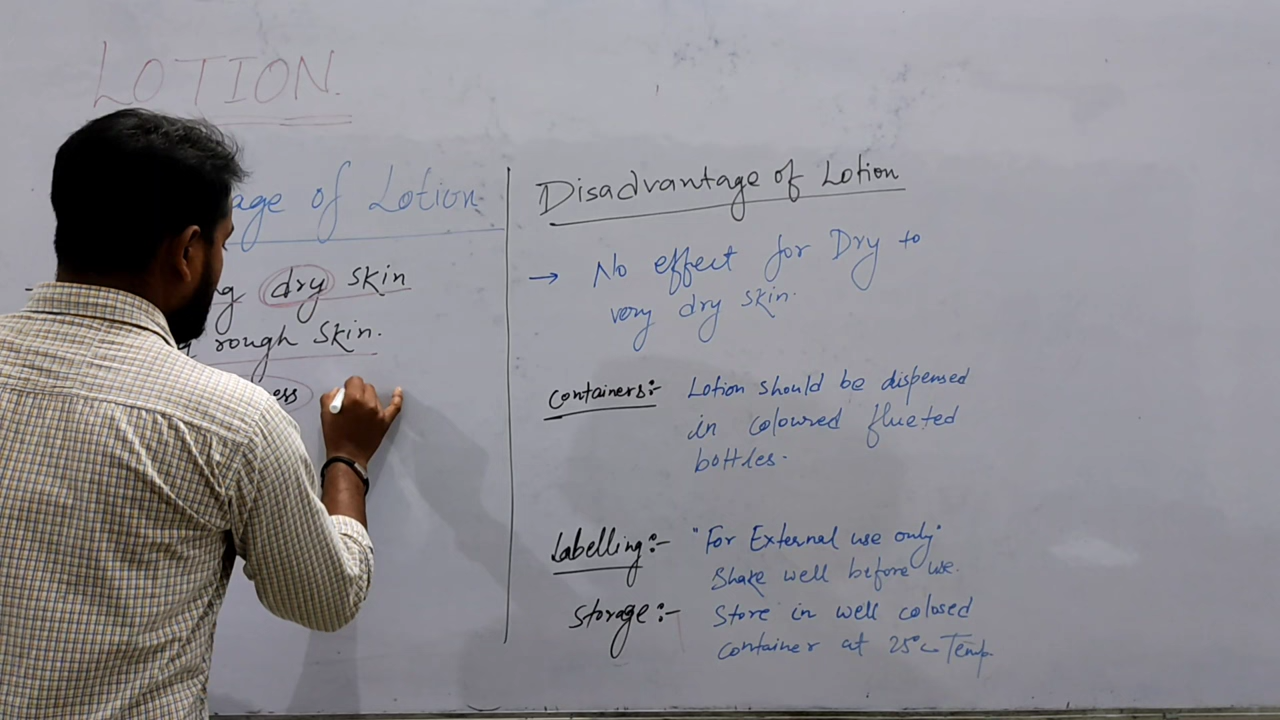 LOTION.
age of Lotion
dry skin
rough skin.
Disadvantage of Lotion
→ No effect for Dry to
very dry skin.
Containers:- Lotion should be dispensed
in coloured flueted
bottles.
Labelling:- "For External use only"
Shake well before use.
Storage:- Store in well colosed
container at 25°c Temp